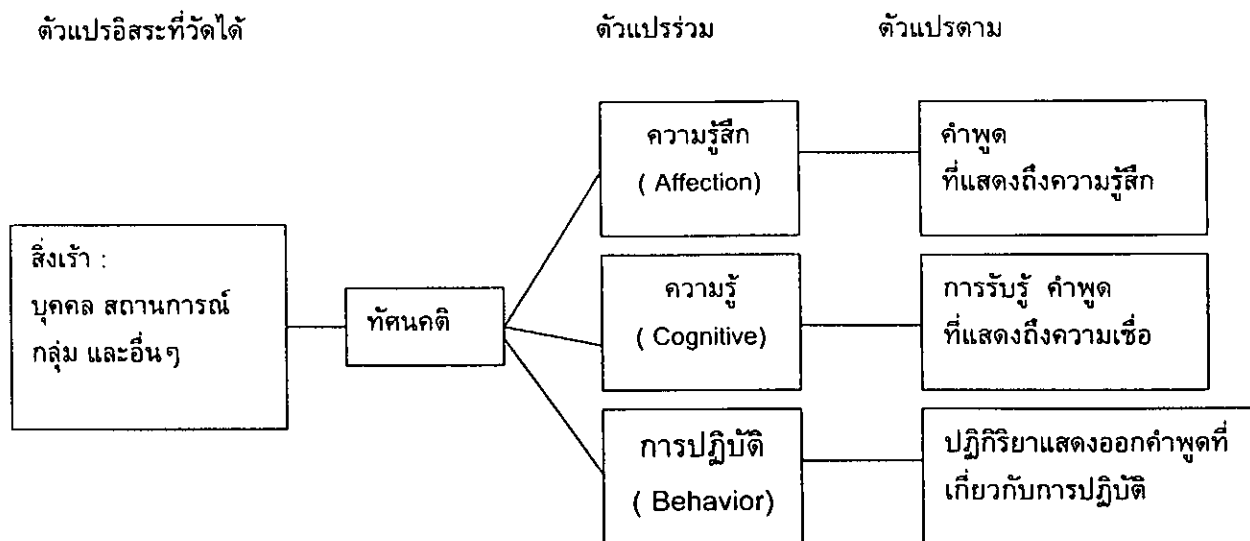 ตัวแปรอิสระที่วัดได้ ตัวแปรร่วม ตัวแปรตาม
สิ่งเร้า :
บุคคล สถานการณ์
กลุ่ม และอื่นๆ
ทัศนคติ
ความรู้สึก
( Affection)
คำพูด
ที่แสดงถึงความรู้สึก
ความรู้
( Cognitive)
การรับรู้ คำพูด
ที่แสดงถึงความเชื่อ
การปฏิบัติ
( Behavior)
ปฏิกิริยาแสดงออกคำพูดที่
เกี่ยวกับการปฏิบัติ